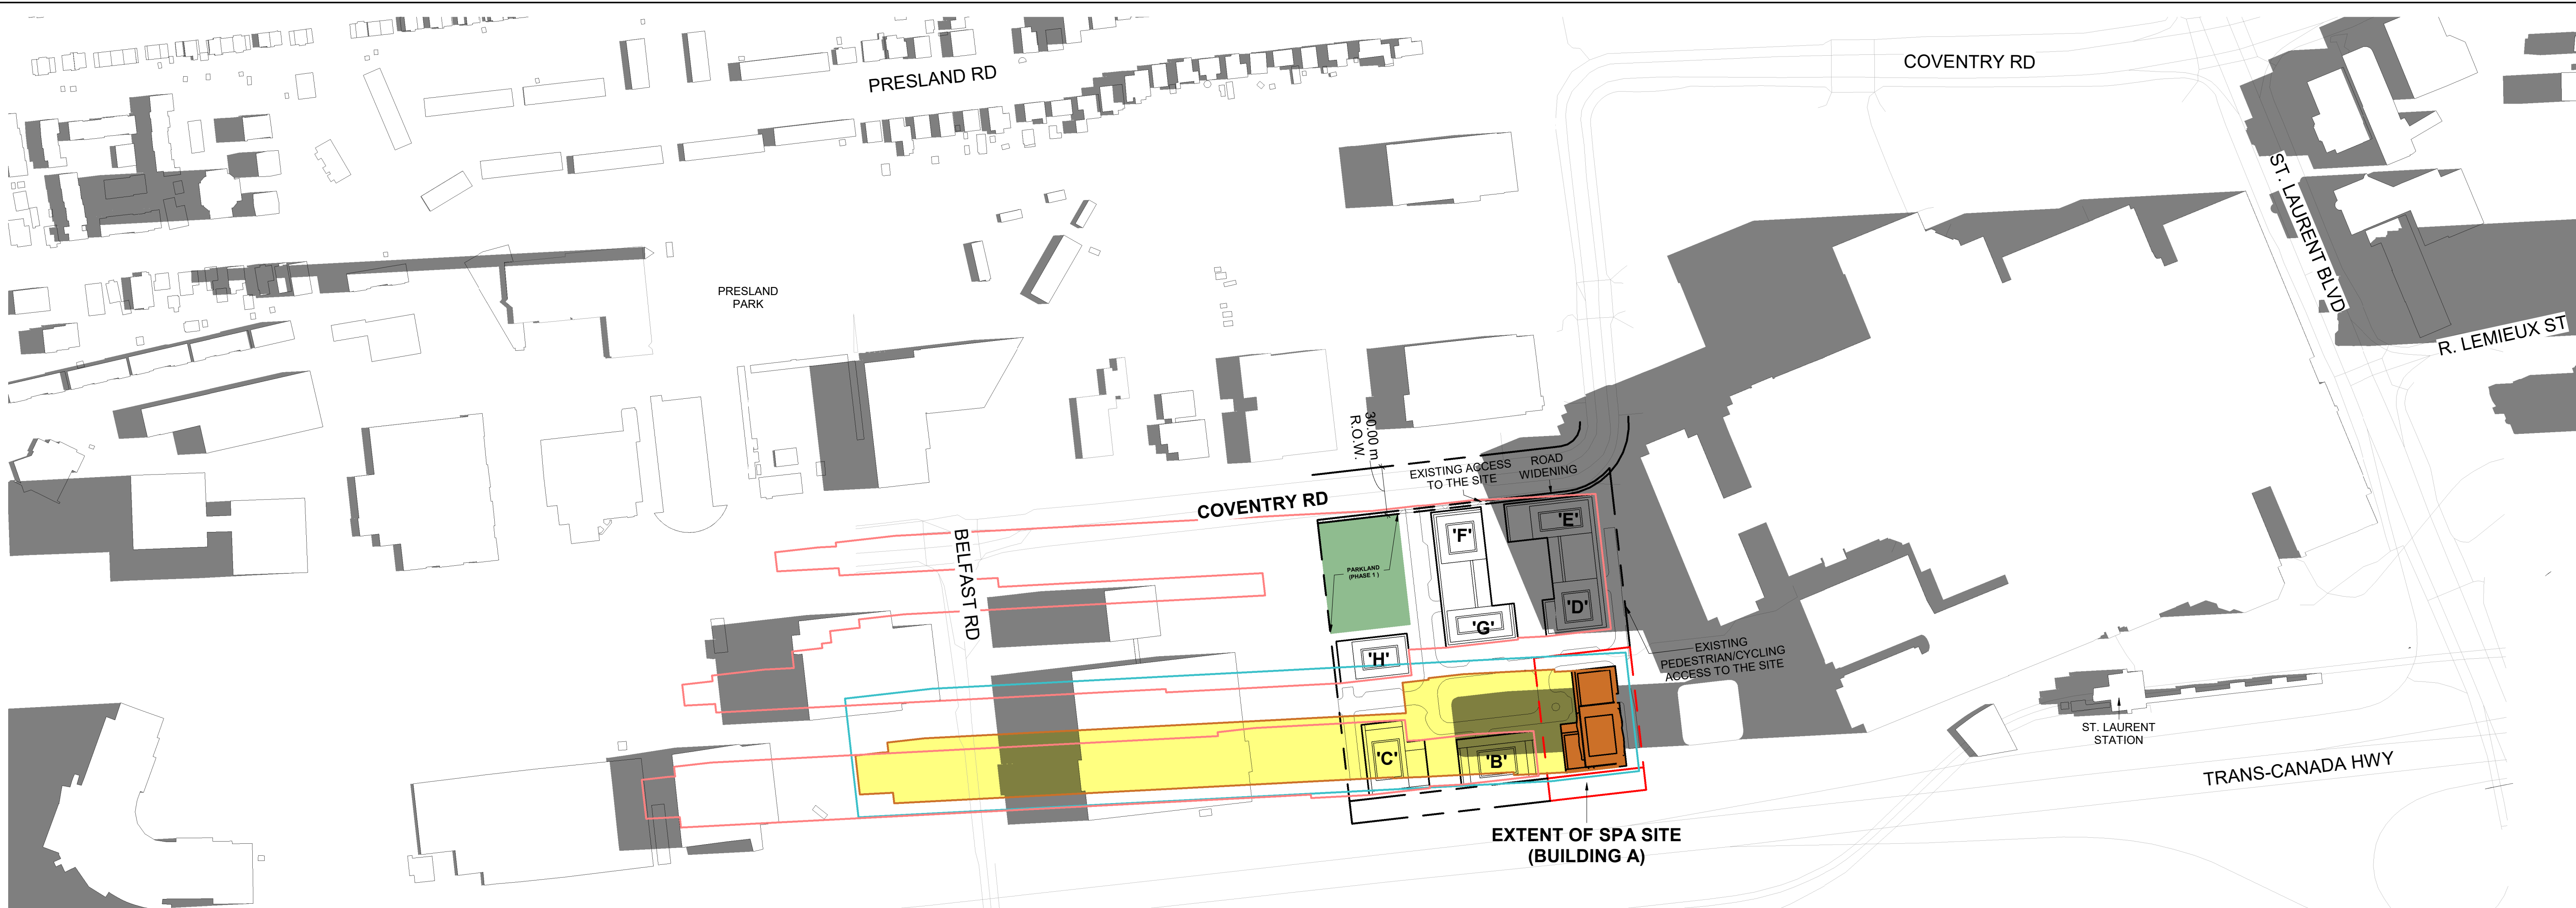 COVENTRY RD
PRESLAND RD
ST. LAURENT BLVD
PRESLAND
PARK
R. LEMIEUX ST
30.00 m
R.O.W.
EXISTING ACCESS
TO THE SITE
ROAD
WIDENING
COVENTRY RD
BELFAST RD
'E'
'F'
PARKLAND
(PHASE 1 )
'D'
'G'
'H'
EXISTING
PEDESTRIAN/CYCLING
ACCESS TO THE SITE
ST. LAURENT
STATION
'C'
'B'
TRANS-CANADA HWY
EXTENT OF SPA SITE
(BUILDING A)